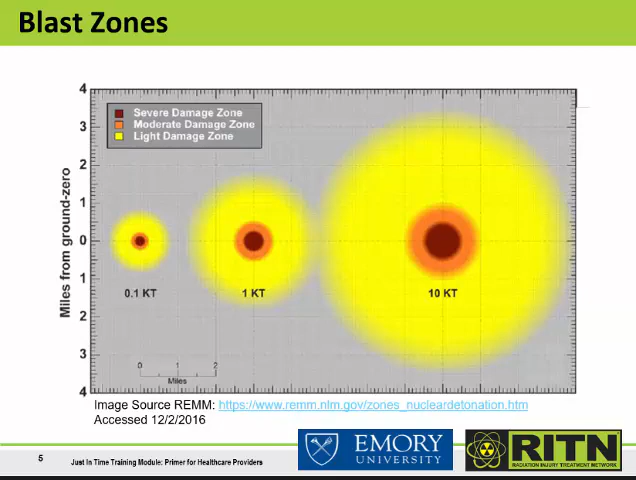 Blast Zones
4
3
2
1
0
1
2
3
4
Miles from ground-zero
Severe Damage Zone
Moderate Damage Zone
Light Damage Zone
0.1 KT
1 KT
10 KT
0 1 2
Miles
Image Source REMM: https://www.remm.nlm.gov/zones_nucleardetonation.htm
Accessed 12/2/2016
5
Just In Time Training Module: Primer for Healthcare Providers
EMORY
UNIVERSITY
RITN
RADIATION INJURY TREATMENT NETWORK